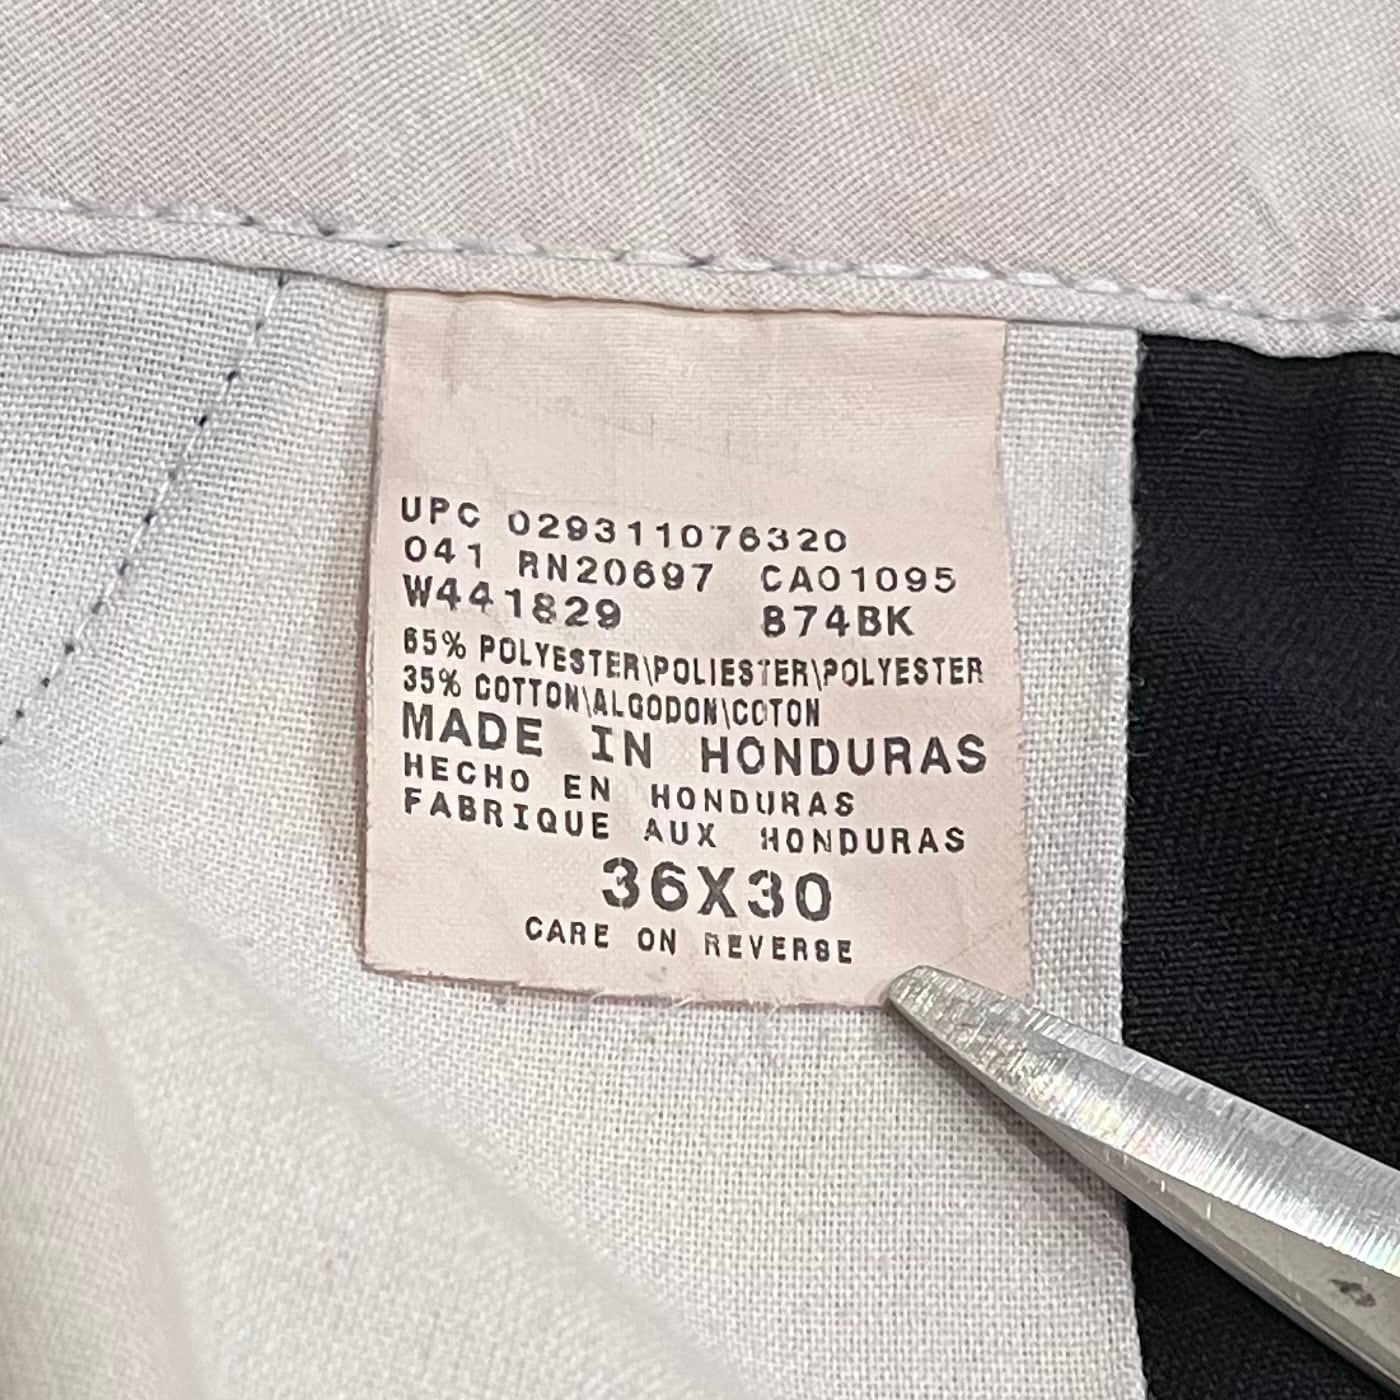 UPC 029311076320
041 RN20697 CA01095
W441829 874BK
65% POLYESTER\POLIESTER\POLYESTER
35% COTTON\ALGODON\COTON
MADE IN HONDURAS
HECHO EN HONDURAS
FABRIQUE AUX HONDURAS
36X30
CARE ON REVERSE